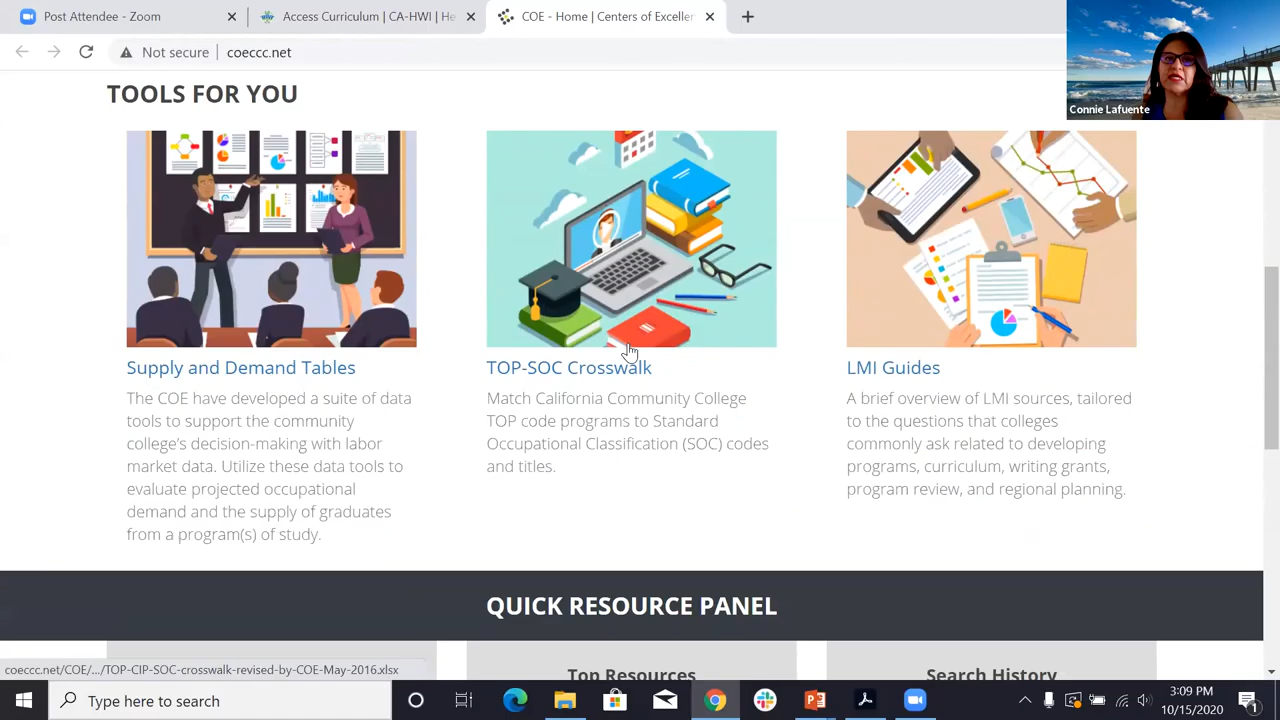 Post Attendee - Zoom
Access Curriculum | CA-HWI | He
COE - Home | Centers of Excellen
Not secure
coeccc.net
Connie Lafuente
TOOLS FOR YOU
Supply and Demand Tables
The COE have developed a suite of data
tools to support the community
college's decision-making with labor
market data. Utilize these data tools to
evaluate projected occupational
demand and the supply of graduates
from a program(s) of study.
TOP-SOC Crosswalk
Match California Community College
TOP code programs to Standard
Occupational Classification (SOC) codes
and titles.
LMI Guides
A brief overview of LMI sources, tailored
to the questions that colleges
commonly ask related to developing
programs, curriculum, writing grants,
program review, and regional planning.
QUICK RESOURCE PANEL
Top Resources
Search History
coeccc.net/COE/.../TOP-CIP-SOC-crosswalk-revised-by-COE-May-2016.xlsx
Type here to search
3:09 PM
10/15/2020
1